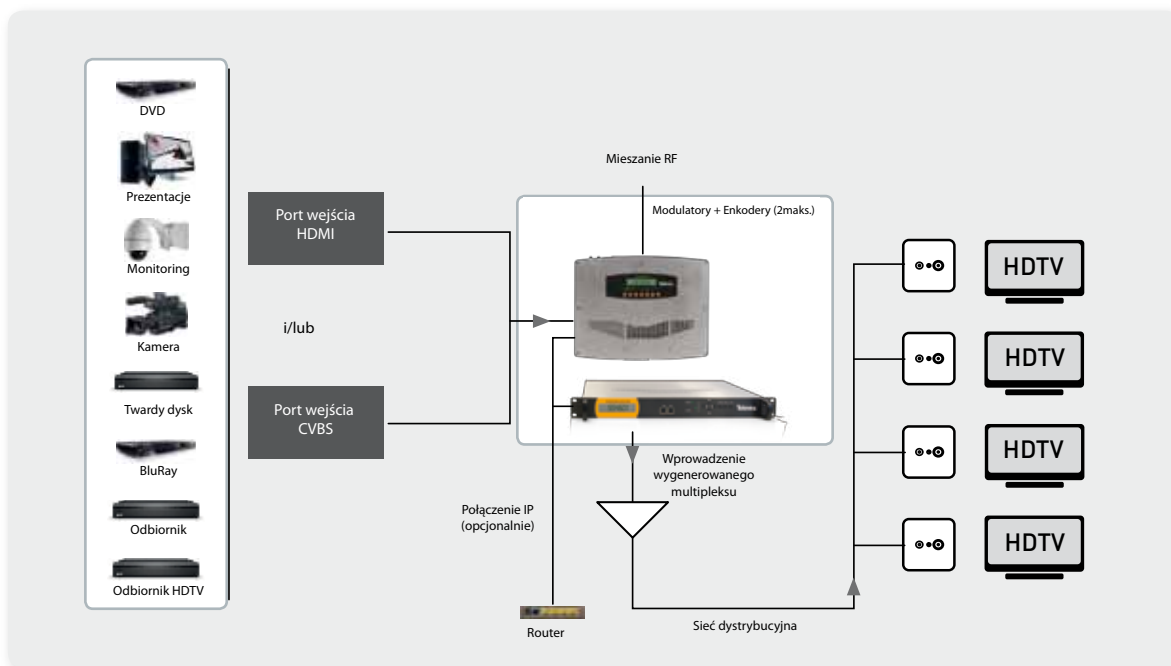 DVD
Prezentacje
Monitoring
Kamera
Twardy dysk
BluRay
Odbiornik
Odbiornik HDTV
Port wejścia
HDMI
i/lub
Port wejścia
CVBS
Mieszanie RF
Modulatory + Enkodery (2maks.)
Wprowadzenie
wygenerowanego
multipleksu
Połączenie IP
(opcjonalnie)
Router
Sieć dystrybucyjna
HDTV
HDTV
HDTV
HDTV